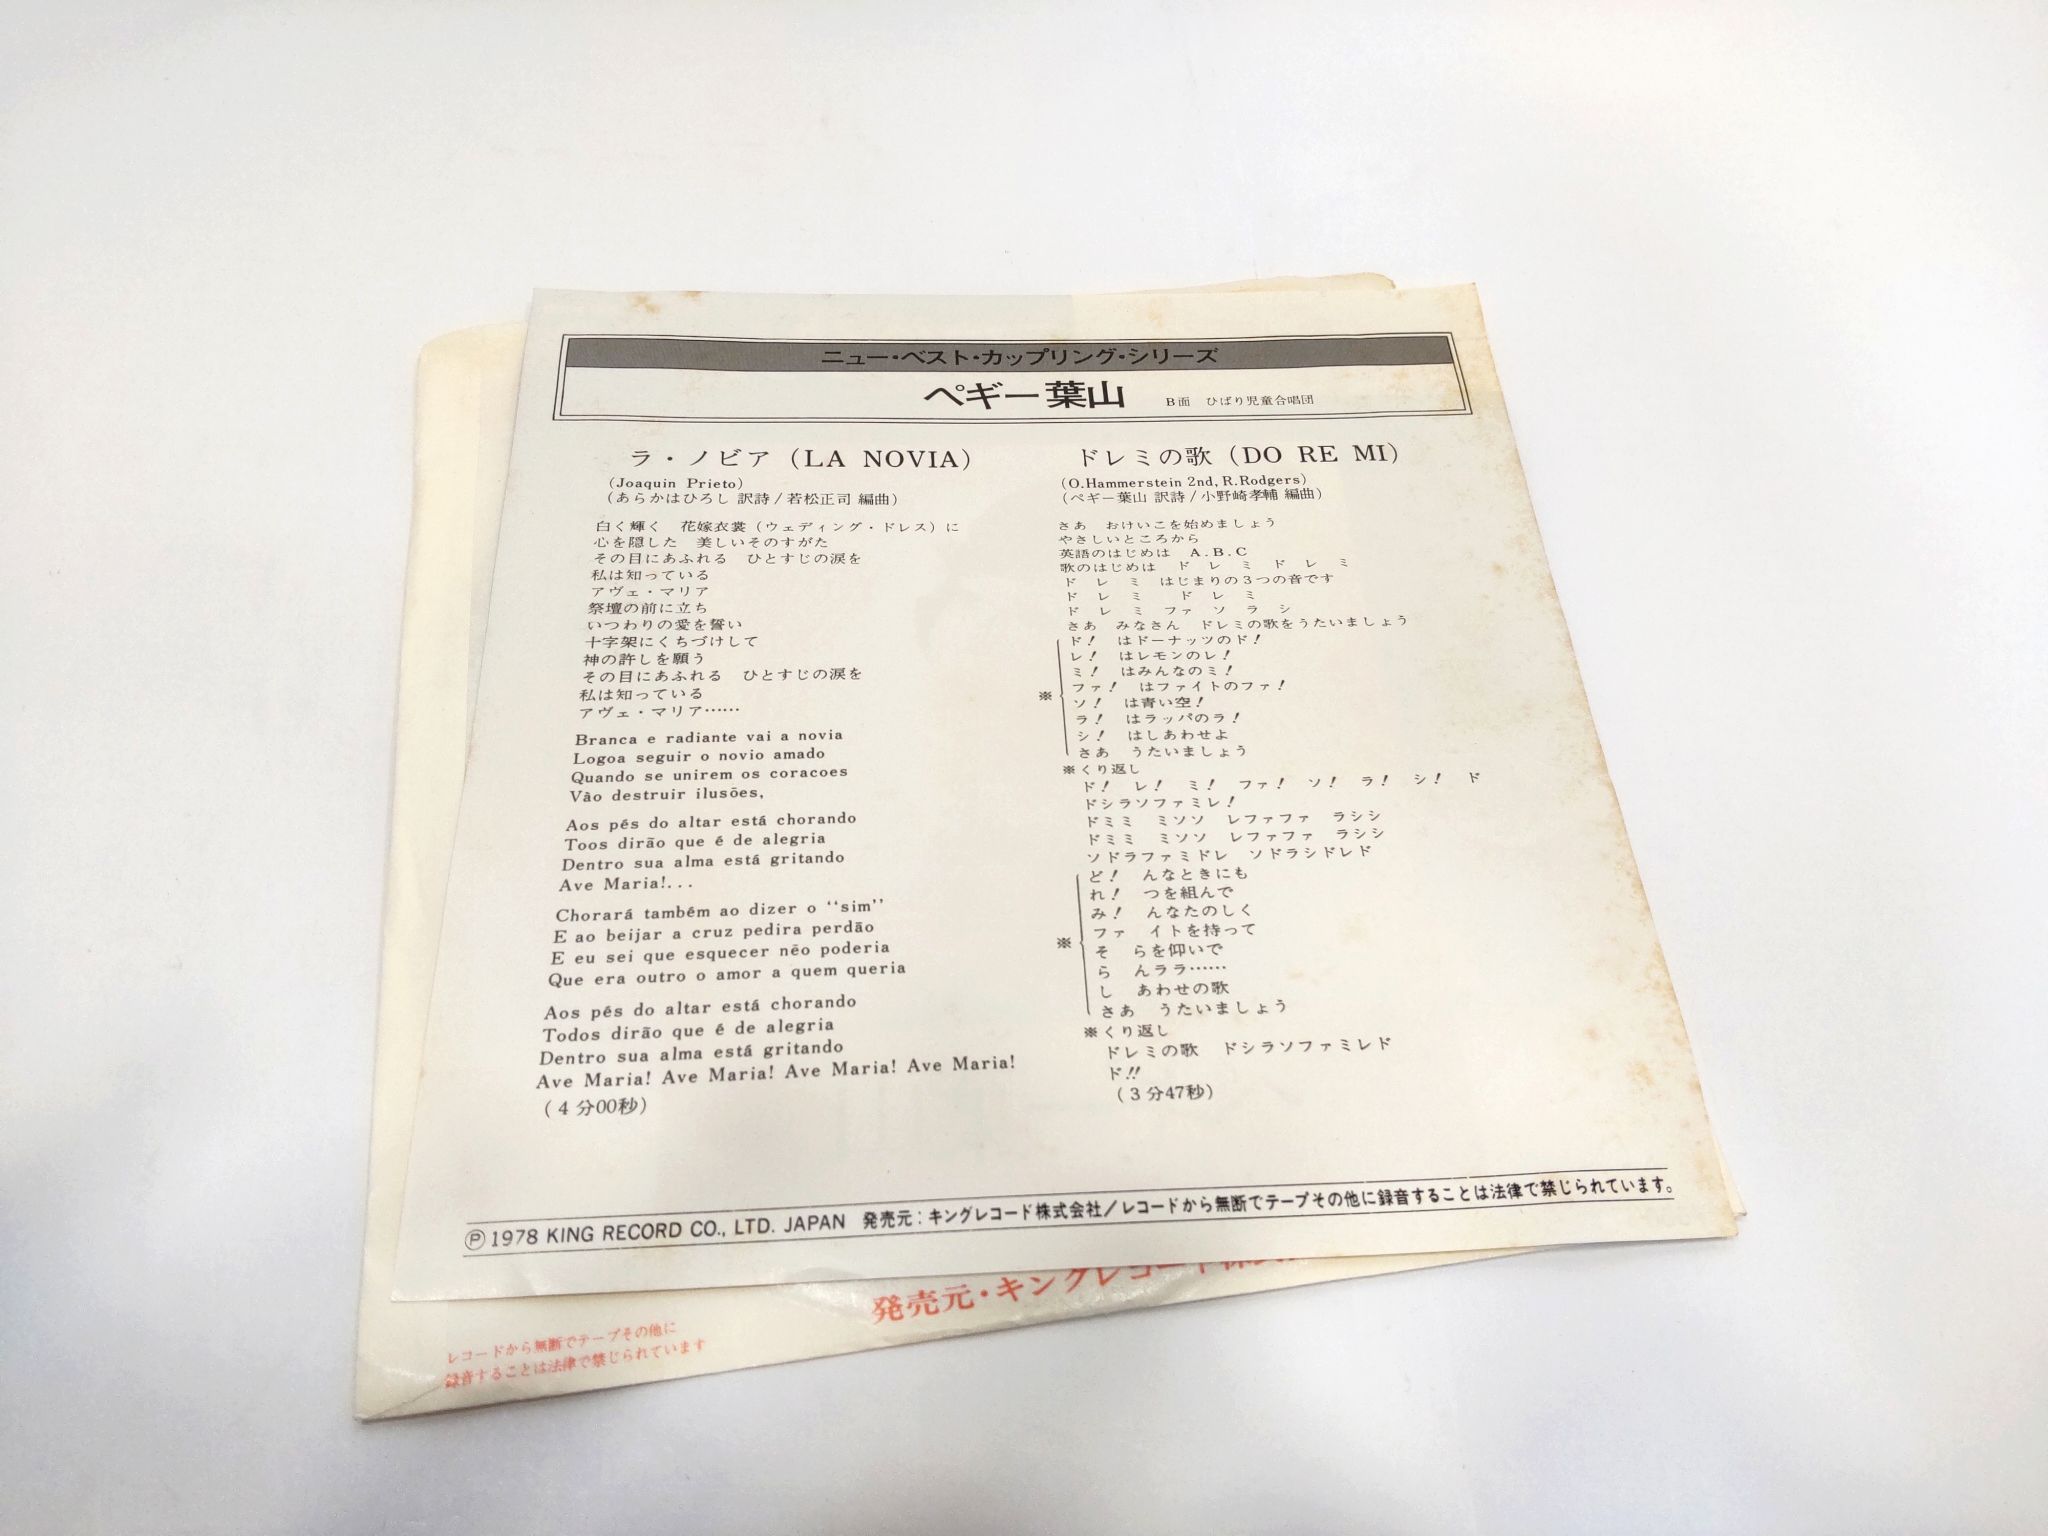 ニュー・ベスト・カップリング・シリーズ
ペギー葉山 B面 ひばり児童合唱団
ラ・ノビア (LA NOVIA)
(Joaquin Prieto)
(あらかはひろし 訳詩/若松正司 編曲)
白く輝く 花嫁衣裳(ウェディング・ドレス)に
心を隠した 美しいそのすがた
その目にあふれる ひとすじの涙を
私は知っている
アヴェ・マリア
祭壇の前に立ち
いつわりの愛を誓い
十字架にくちづけして
神の許しを願う
その目にあふれる ひとすじの涙を
私は知っている
アヴェ・マリア……
Branca e radiante vai a novia
Logoa seguir o novio amado
Quando se unirem os coracoes
Vão destruir ilusões,
Aos pés do altar está chorando
Toos dirão que é de alegria
Dentro sua alma está gritando
Ave Maria!...
Chorará também ao dizer o “sim”
E ao beijar a cruz pedira perdão
E eu sei que esquecer nēo poderia
Que era outro o amor a quem queria
Aos pés do altar está chorando
Todos dirão que é de alegria
Dentro sua alma está gritando
Ave Maria! Ave Maria! Ave Maria! Ave Maria!
(4分00秒)
ドレミの歌 (DO RE MI)
(O.Hammerstein 2nd, R.Rodgers)
(ペギー葉山 訳詩/小野崎孝輔 編曲)
さあ おけいこを始めましょう
やさしいところから
英語のはじめは A.B.C
歌のはじめは ド レ ミ ド レ ミ
ド レ ミ はじまりの3つの音です
ド レ ミ ド レ ミ
ド レ ミ ファ ソ ラ シ
さあ みなさん ドレミの歌をうたいましょう
ド! はドーナッツのド!
レ! はレモンのレ!
ミ! はみんなのミ!
ファ! はファイトのファ!
※ ソ! は青い空!
ラ! はラッパのラ!
シ! はしあわせよ
さあ うたいましょう
※くり返し
ド! レ! ミ! ファ! ソ! ラ! シ! ド
ドシラソファミレ!
ドミミ ミソソ レファファ ラシシ
ドミミ ミソソ レファファ ラシシ
ソドラファミドレ ソドラシドレド
ど! んなときにも
れ! つを組んで
み! んなたのしく
ファ イトを持って
※ そ らを仰いで
ら んララ……
し あわせの歌
さあ うたいましょう
※くり返し
ドレミの歌 ドシラソファミレド
ド!!
(3分47秒)
Ⓟ1978 KING RECORD CO., LTD. JAPAN 発売元:キングレコード株式会社/レコードから無断でテープその他に録音することは法律で禁じられています。
発売元・キングレコード株式
レコードから無断でテープその他に
録音することは法律で禁じられています